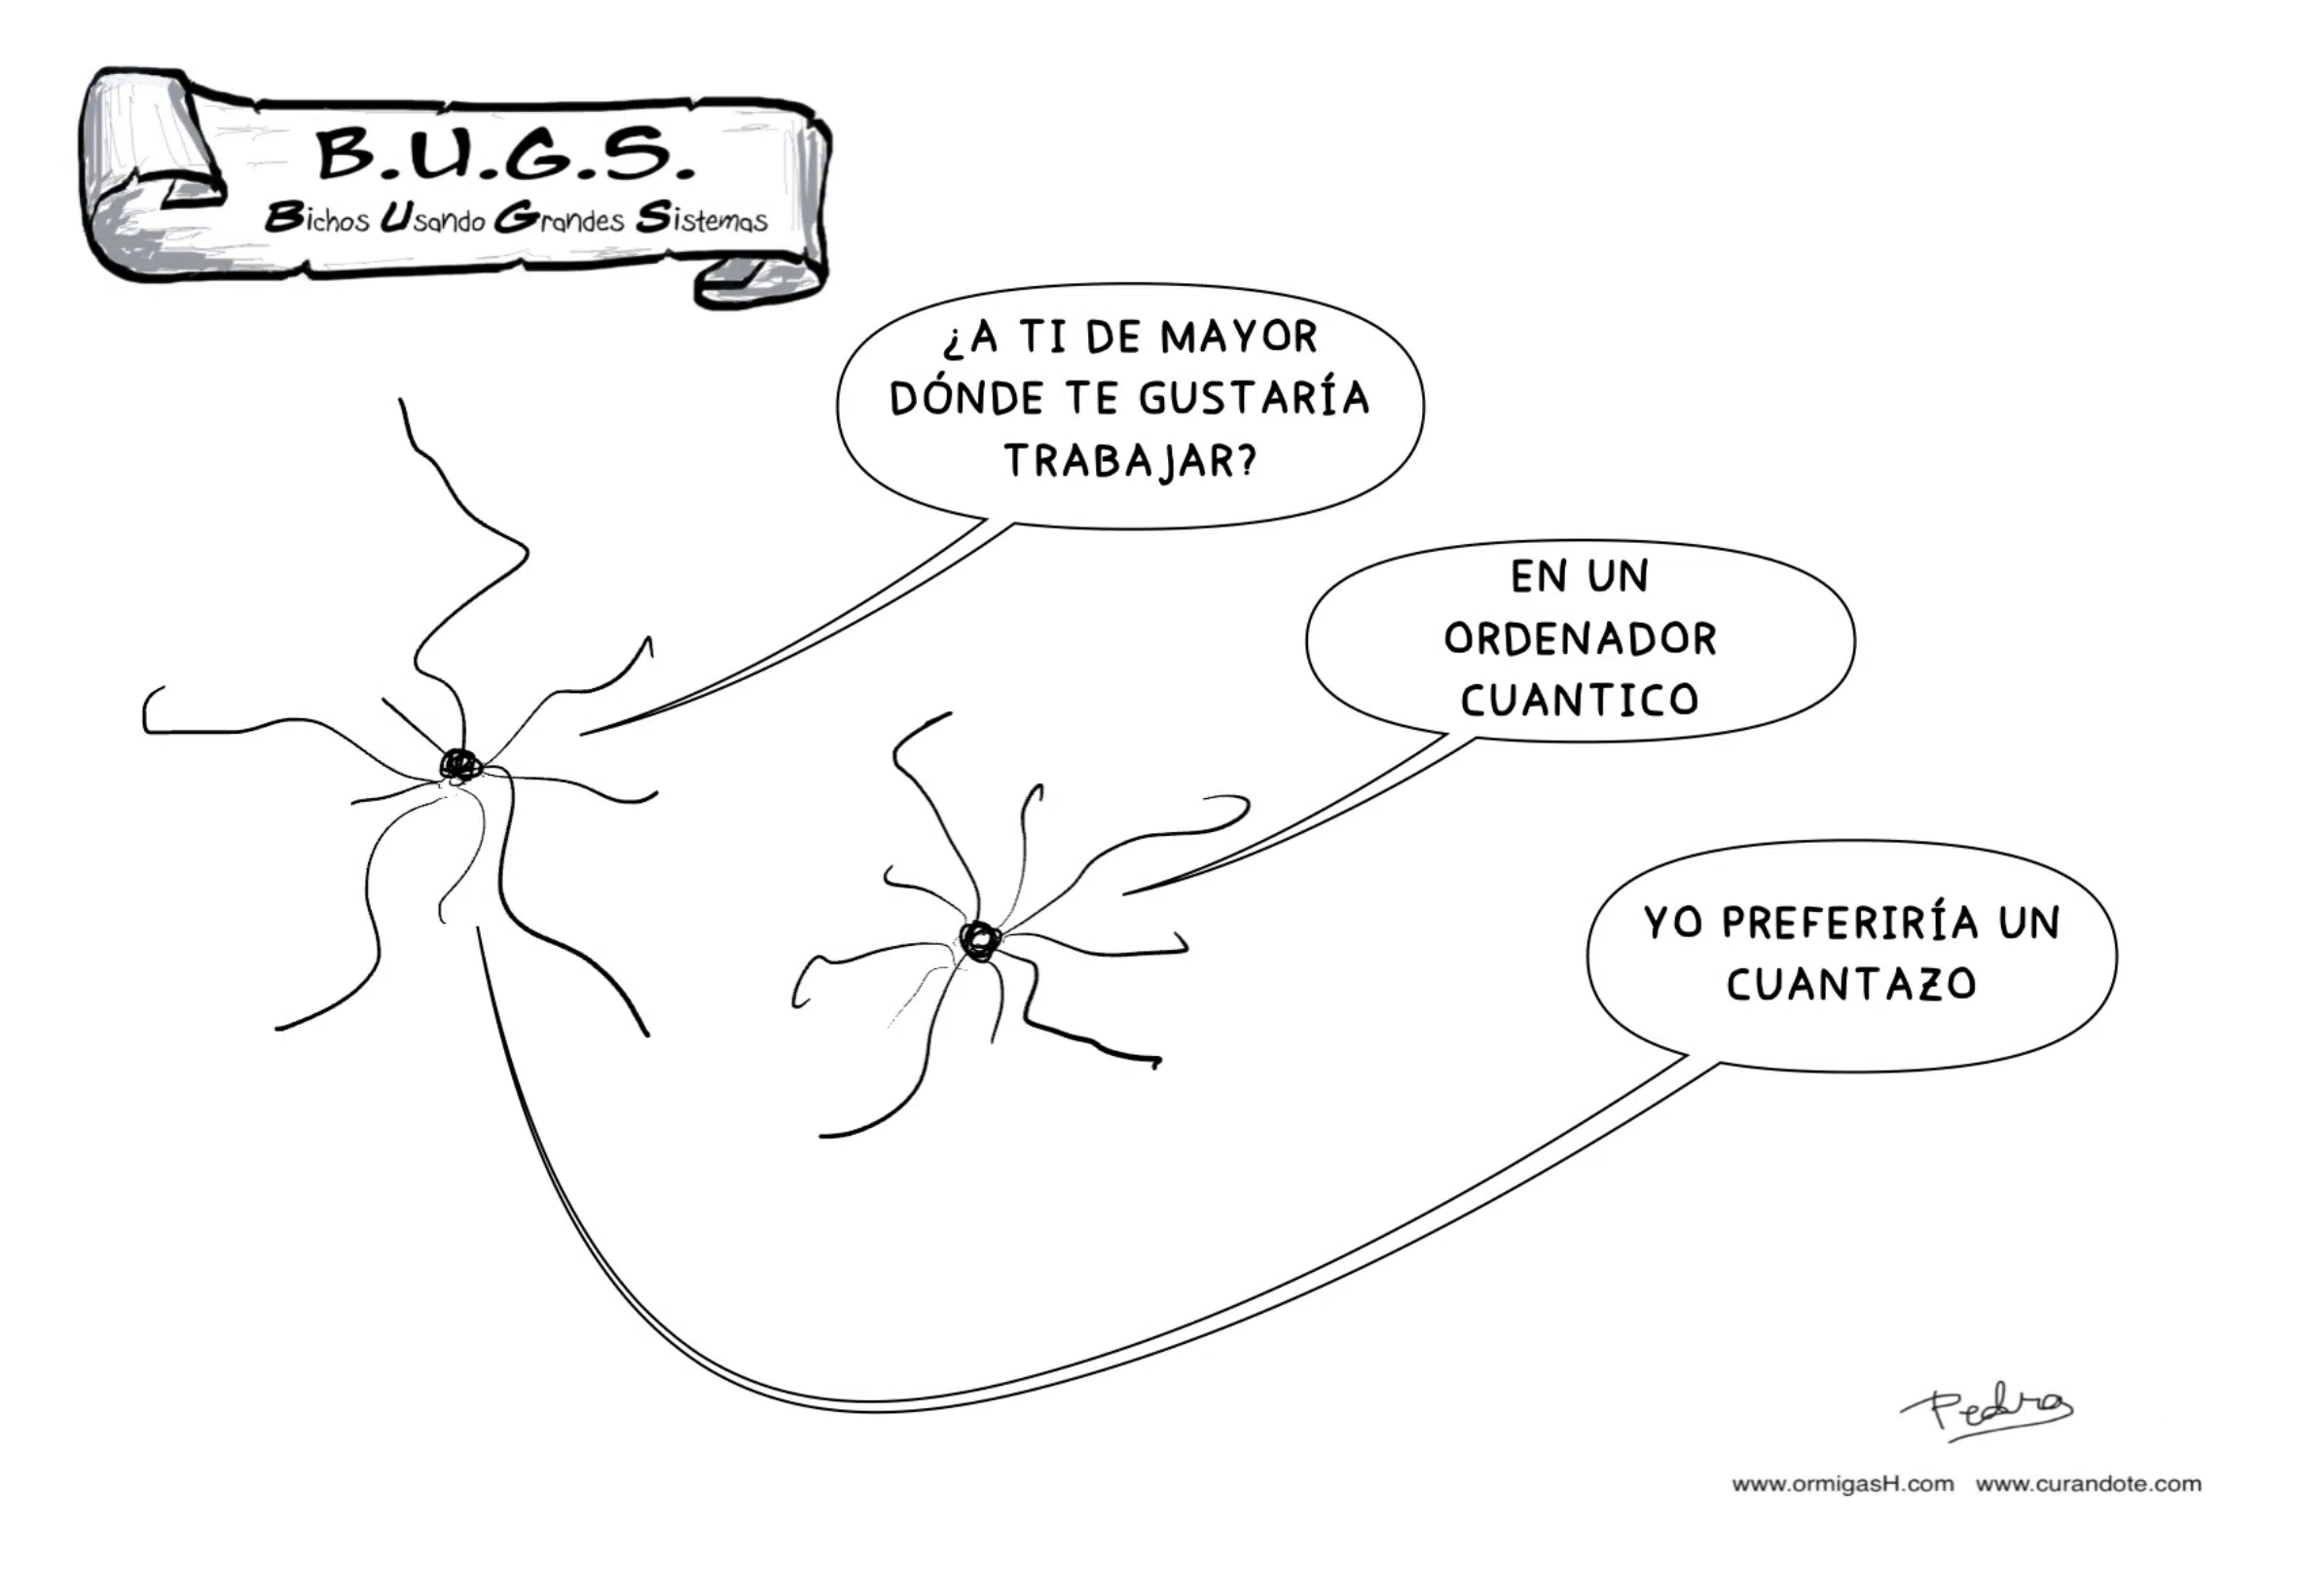 B.U.G.S.
Bichos Usando Grandes Sistemas
¿A TI DE MAYOR
DÓNDE TE GUSTARÍA
TRABAJAR?
EN UN
ORDENADOR
CUANTICO
YO PREFERIRÍA UN
CUANTAZO
Pedro
www.ormigasH.com www.curandote.com